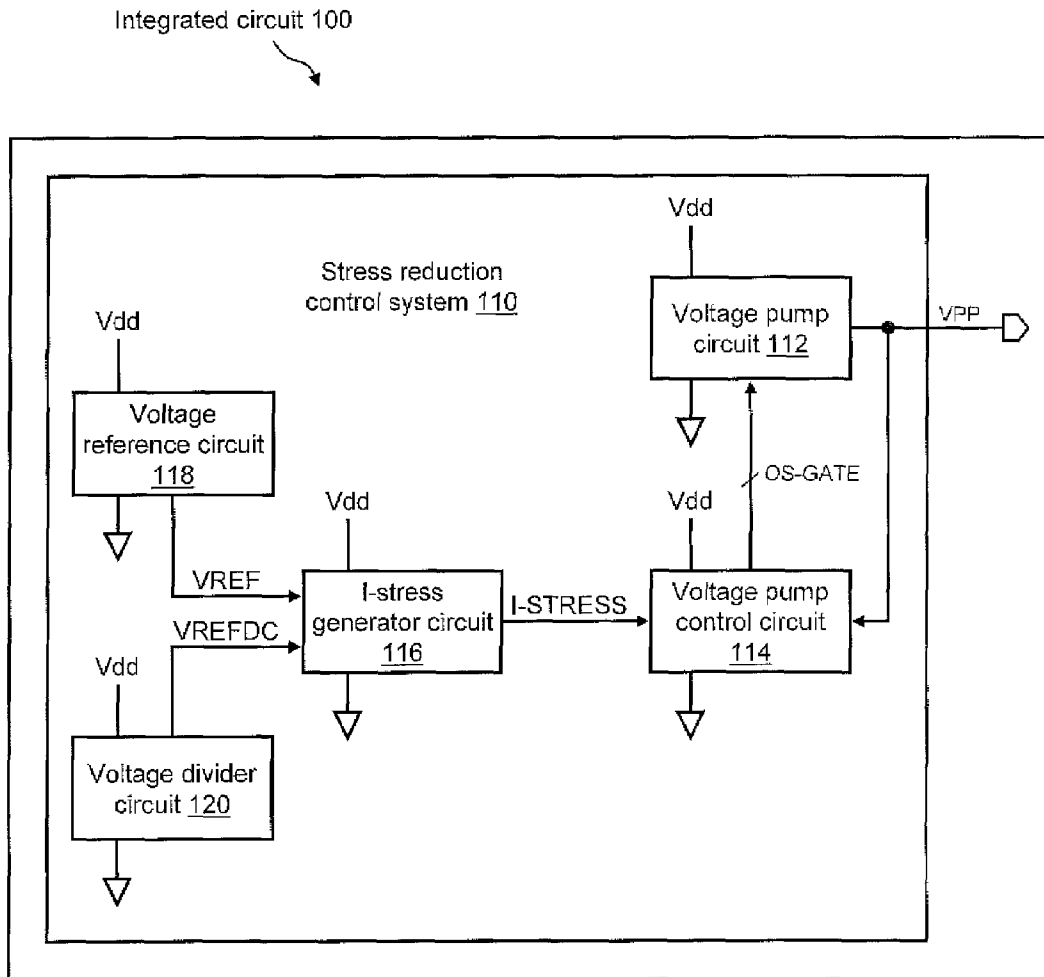 Integrated circuit 100
Vdd
Stress reduction
control system 110
Voltage pump
circuit 112
VPP
Vdd
Voltage
reference circuit
118
OS-GATE
Vdd
Vdd
VREF
I-stress
generator circuit
116
I-STRESS
Voltage pump
control circuit
114
VREFDC
Vdd
Voltage divider
circuit 120